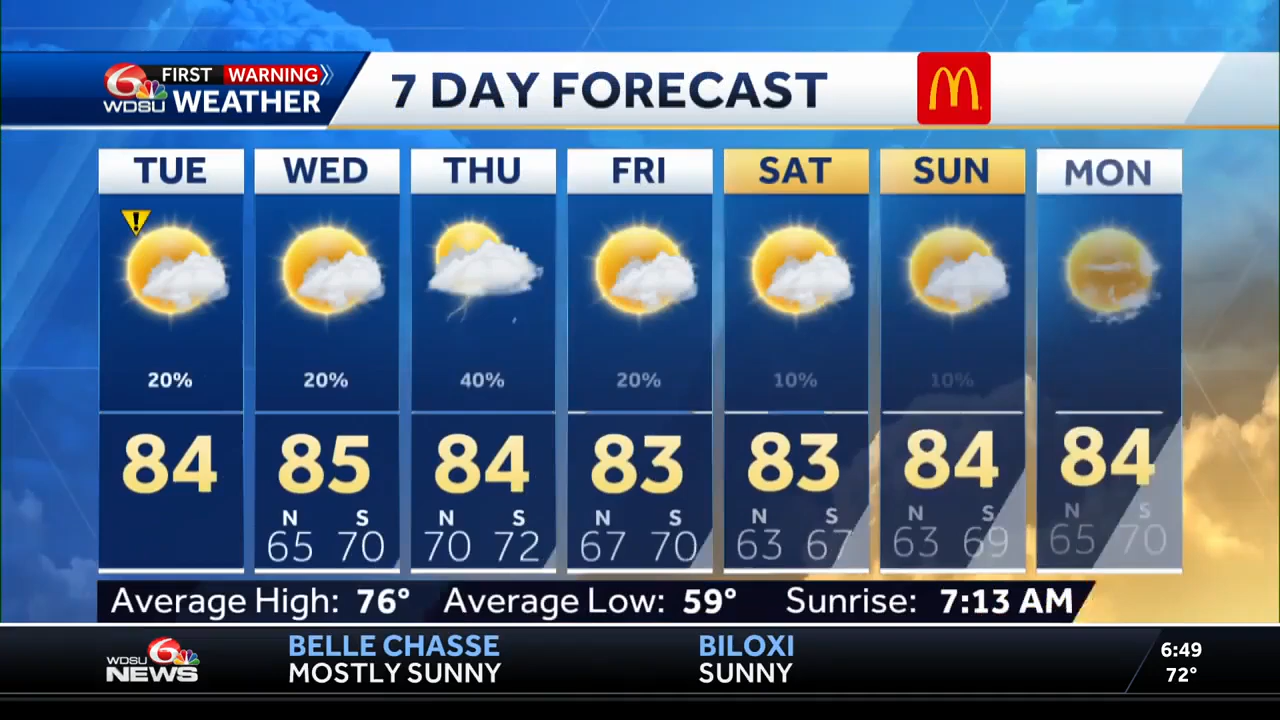 6 WDSU FIRST WARNING WEATHER
7 DAY FORECAST
TUE WED THU FRI SAT SUN MON
!
20% 20% 40% 20% 10% 10%
84 85 84 83 83 84 84
N S N S N S N S N S N S
65 70 70 72 67 70 63 67 63 69 65 70
Average High: 76° Average Low: 59° Sunrise: 7:13 AM
BELLE CHASSE BILOXI 6:49
6 WDSU NEWS MOSTLY SUNNY SUNNY 72°